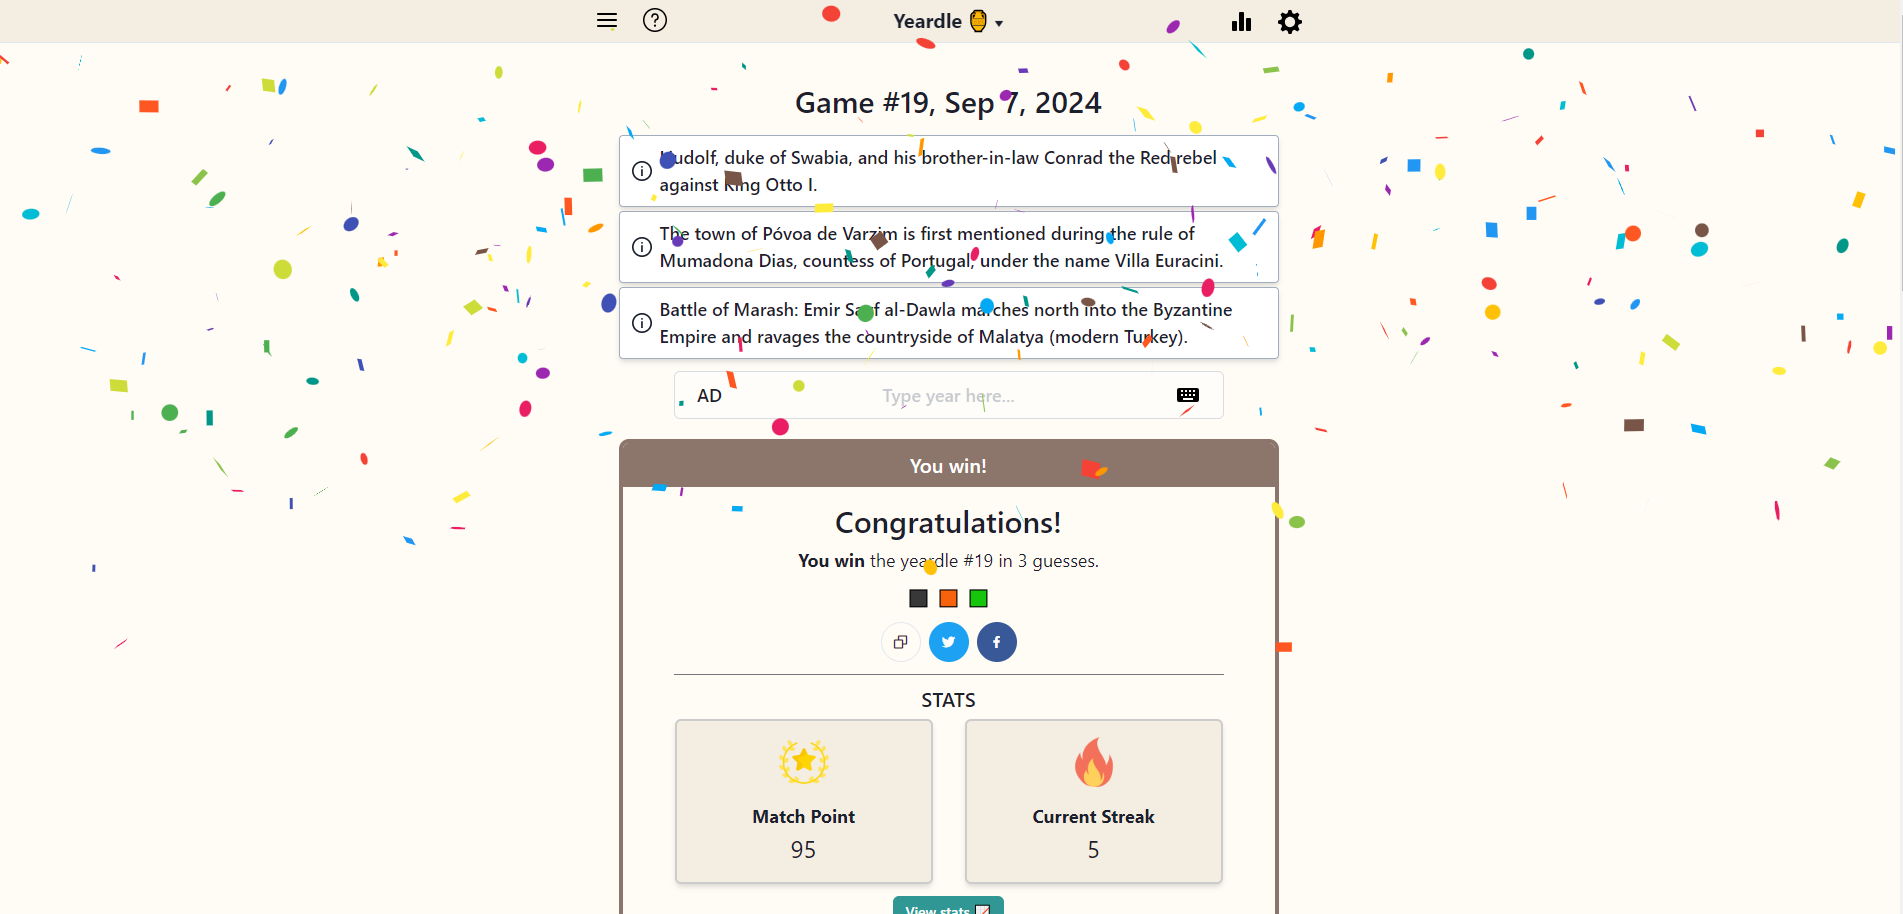 Yeardle
Game #19, Sep 7, 2024
Liudolf, duke of Swabia, and his brother-in-law Conrad the Red rebel
against King Otto I.
The town of Póvoa de Varzim is first mentioned during the rule of
Mumadona Dias, countess of Portugal, under the name Villa Euracini.
Battle of Marash: Emir Sayf al-Dawla marches north into the Byzantine
Empire and ravages the countryside of Malatya (modern Turkey).
AD
Type year here...
You win!
Congratulations!
You win the yeardle #19 in 3 guesses.
STATS
Match Point
95
Current Streak
5
View stats